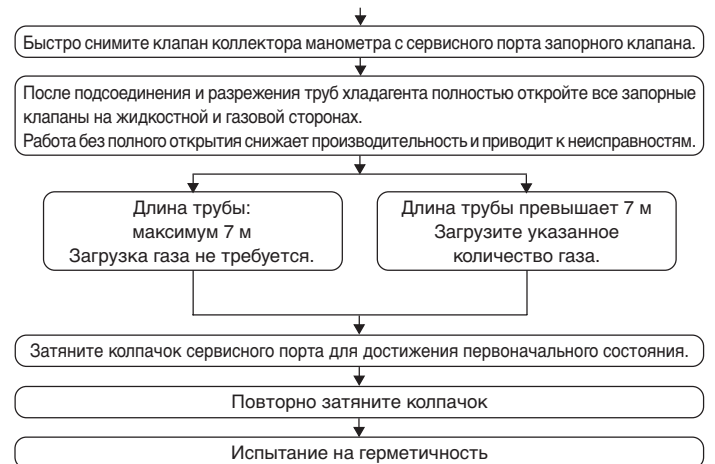 Быстро снимите клапан коллектора манометра с сервисного порта запорного клапана.
После подсоединения и разрежения труб хладагента полностью откройте все запорные
клапаны на жидкостной и газовой сторонах.
Работа без полного открытия снижает производительность и приводит к неисправностям.
Длина трубы:
максимум 7 м
Загрузка газа не требуется.
Длина трубы превышает 7 м
Загрузите указанное
количество газа.
Затяните колпачок сервисного порта для достижения первоначального состояния.
Повторно затяните колпачок
Испытание на герметичность